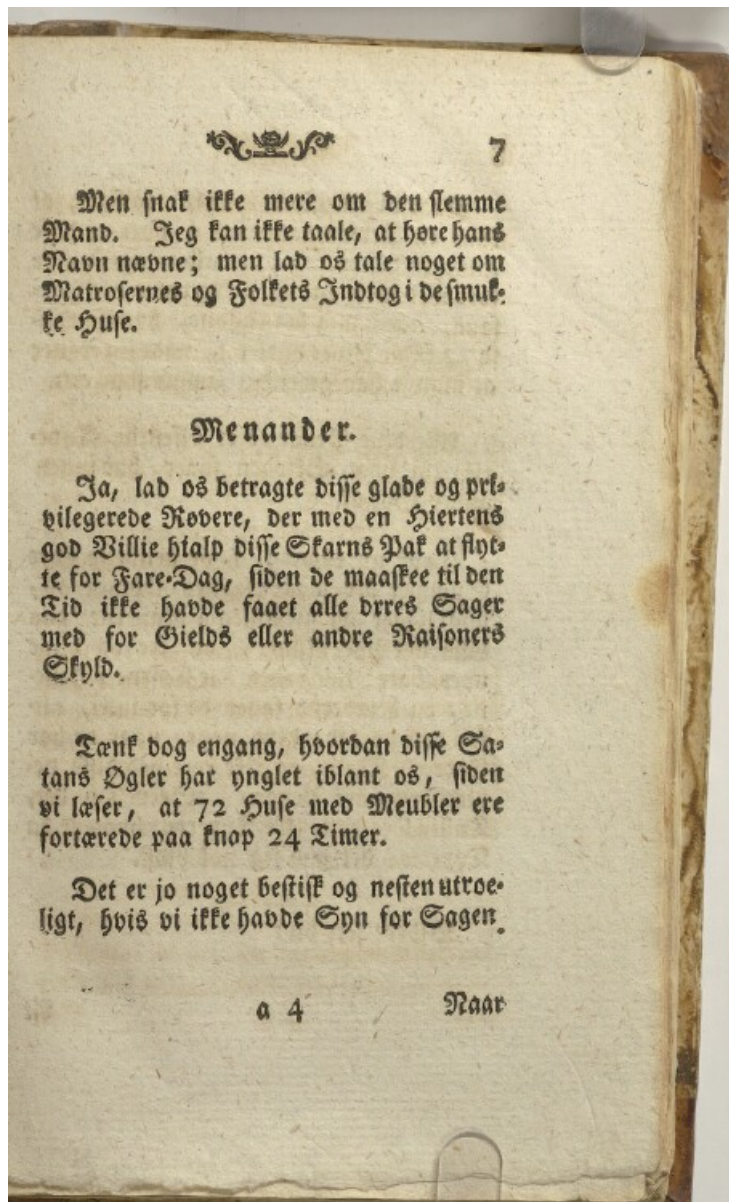 7
Men snak ikke mere om den slemme
Mand. Jeg kan ikke taale, at høre hans
Navn nævne; men lad os tale noget om
Matrosernes og Folkets Indtog i de smuk-
ke Huse.
Menander.
Ja, lad os betragte disse glade og pri-
vilegerede Røvere, der med en Hiertens
god Villie hialp disse Skarns Pak at flyt-
te for Fare-Dag, siden de maaskee til den
Tid ikke havde faaet alle drres Sager
med for Gields eller andre Raisoners
Skyld.
Tænk dog engang, hvordan disse Sa-
tans Øgler har ynglet iblant os, siden
vi læser, at 72 Huse med Meubler ere
fortærede paa knap 24 Timer.
Det er jo noget bestisk og nesten utroe-
ligt, hvis vi ikke havde Syn for Sagen.
a 4 Naar